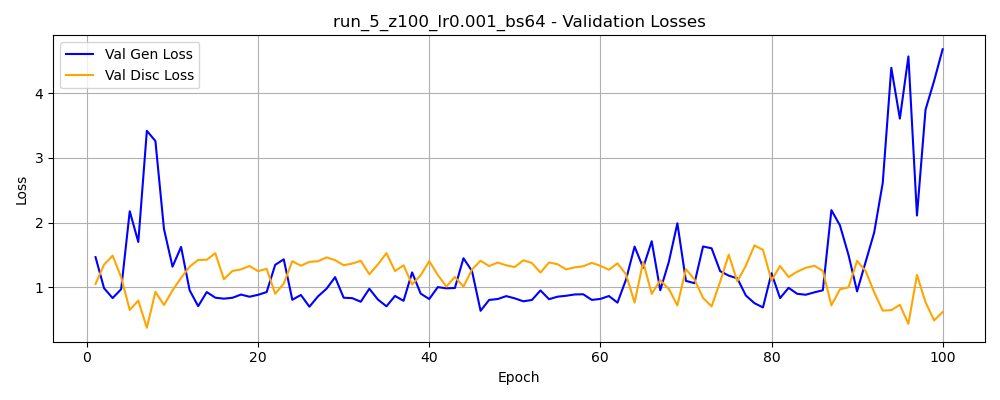 run_5_z100_lr0.001_bs64 - Validation Losses
Val Gen Loss
Val Disc Loss
4
3
2
1
Loss
0 20 40 60 80 100
Epoch